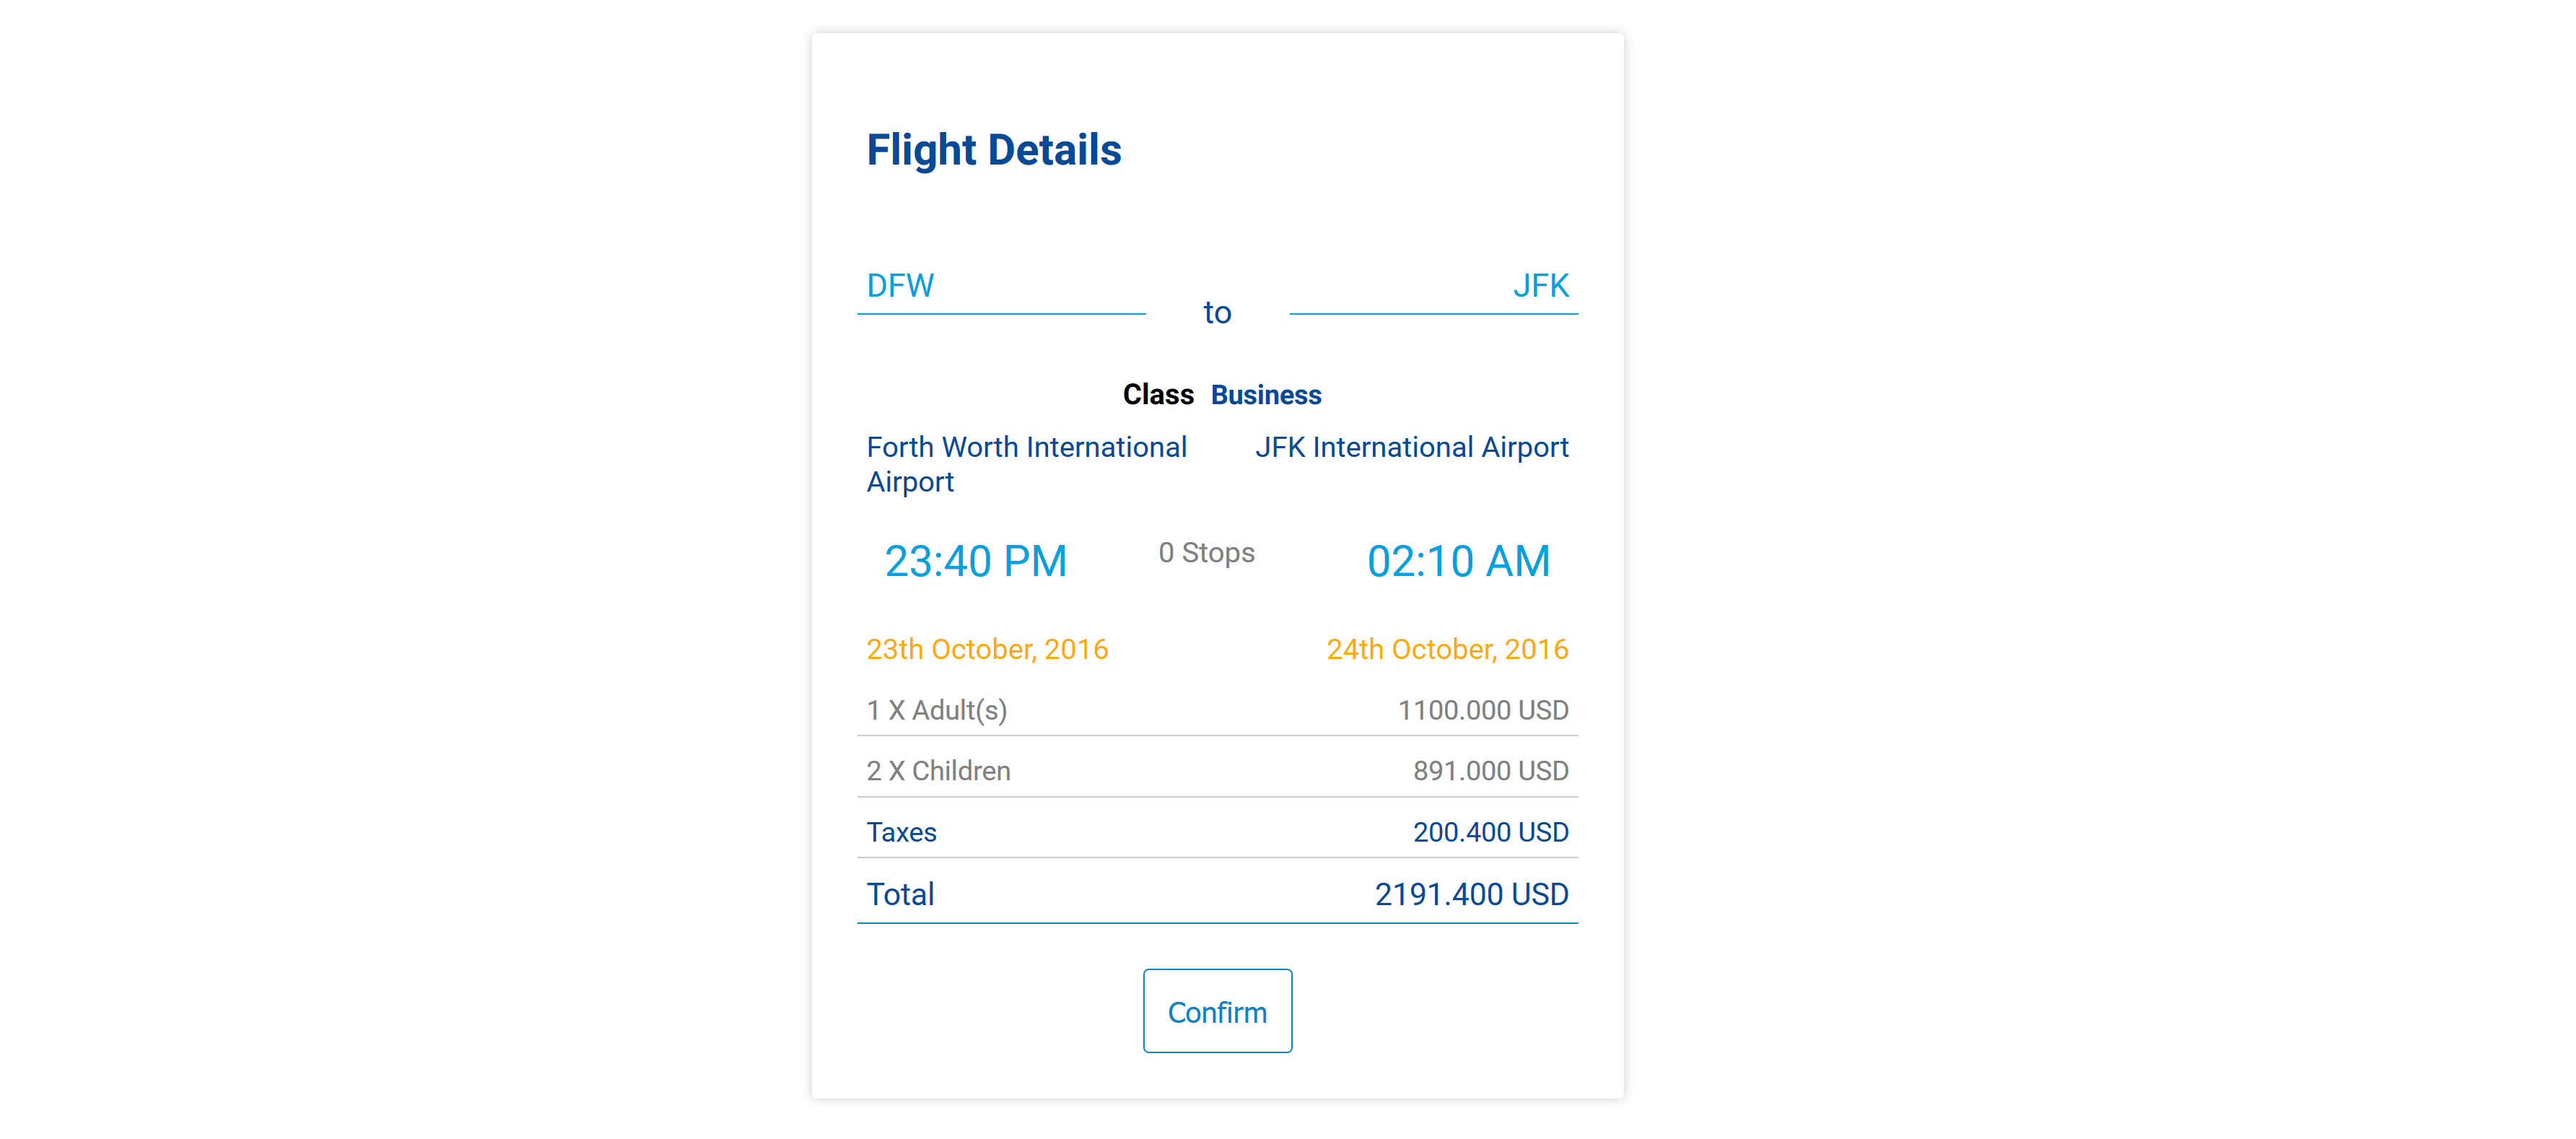 Flight Details
DFW
to
JFK
Class Business
Forth Worth International
Airport
JFK International Airport
23:40 PM
0 Stops
02:10 AM
23th October, 2016
24th October, 2016
1 X Adult(s)
1100.000 USD
2 X Children
891.000 USD
Taxes
200.400 USD
Total
2191.400 USD
Confirm